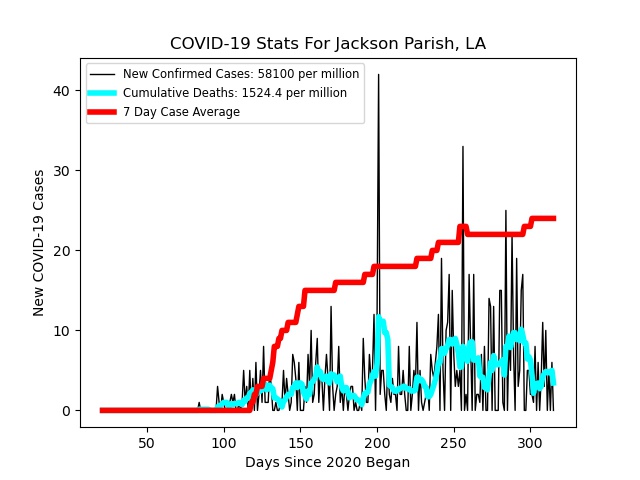 COVID-19 Stats For Jackson Parish, LA
New Confirmed Cases: 58100 per million
Cumulative Deaths: 1524.4 per million
7 Day Case Average
New COVID-19 Cases
40
30
20
10
0
50 100 150 200 250 300
Days Since 2020 Began